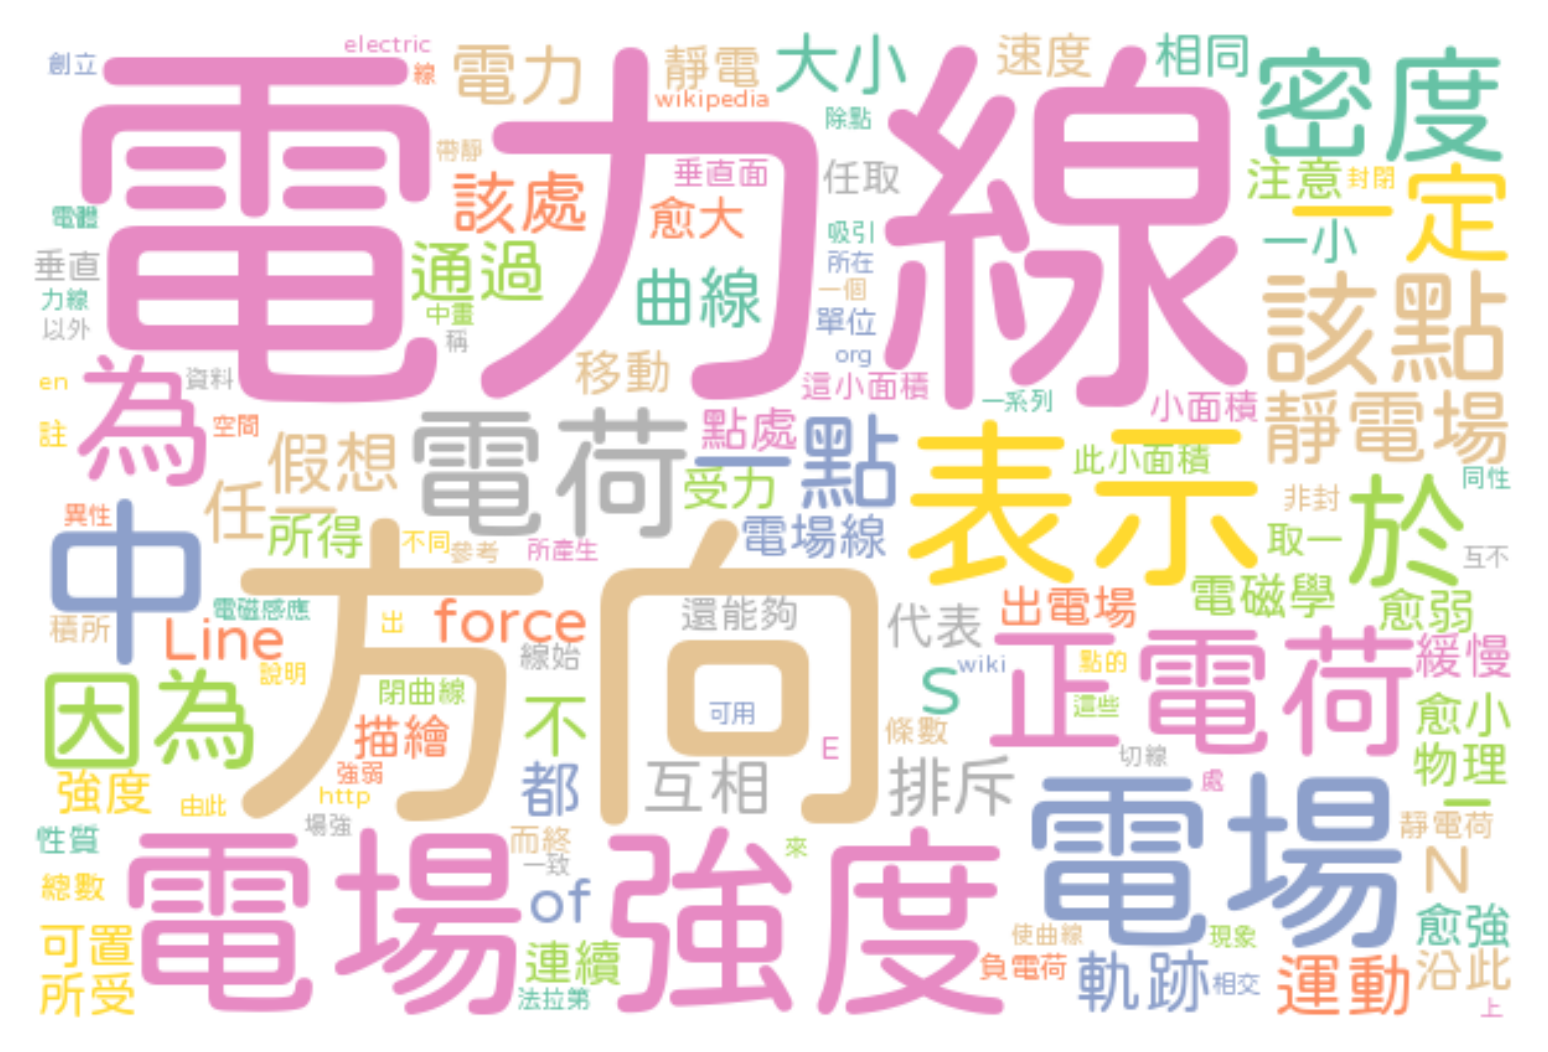 創立
electric
線
電力
靜電
wikipedia
大小
速度
相同
密度
電力線
除點
帶靜
該處
垂直面
愈大
任取
注意
封閉
一定
電體
吸引
所在
一小
垂直
通過
曲線
一個
力線
中畫
單位
以外
稱
org
該點
en
資料
為
移動
這小面積
一系列
小面積
靜電場
註
空間
假想
電荷
點處
一點
表示
此小面積
受力
同性
非封
於
任一
異性
中
所得
不同
參考
所產生
電場線
取一
互不
方向
電磁感應
積所
Line
出
force
還能夠
代表
出電場
電磁學
愈弱
線始
wiki
正電荷
點的
緩慢
說明
因為
閉曲線
S
這些
不
可用
描繪
條數
愈小
E
切線
物理
強弱
強度
http
都
互相
排斥
處
電場
一
由此
場強
靜電荷
性質
而終
來
一致
N
總數
電場強度
of
愈強
可置
使曲線
現象
連續
負電荷
軌跡
相交
運動
沿此
所受
法拉第
上